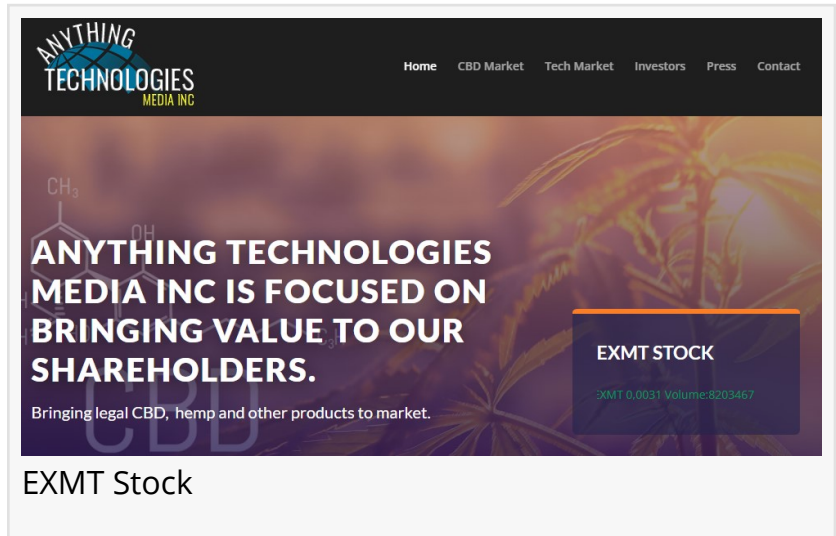 ANYTHING
TECHNOLOGIES
MEDIA INC
Home CBD Market Tech Market Investors Press Contact
CH₃
OH
ANYTHING TECHNOLOGIES
MEDIA INC IS FOCUSED ON
BRINGING VALUE TO OUR
SHAREHOLDERS.
Bringing legal CBD, hemp and other products to market.
CBD
EXMT STOCK
EXMT 0,0031 Volume:8203467
EXMT Stock